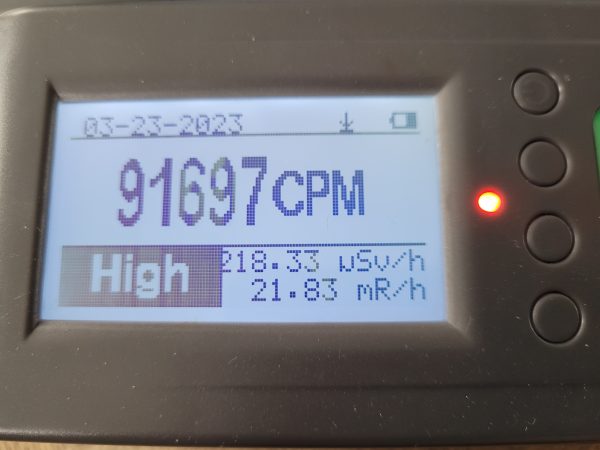 03-23-2023
91697CPM
High
218.33 uSv/h
21.83 mR/h